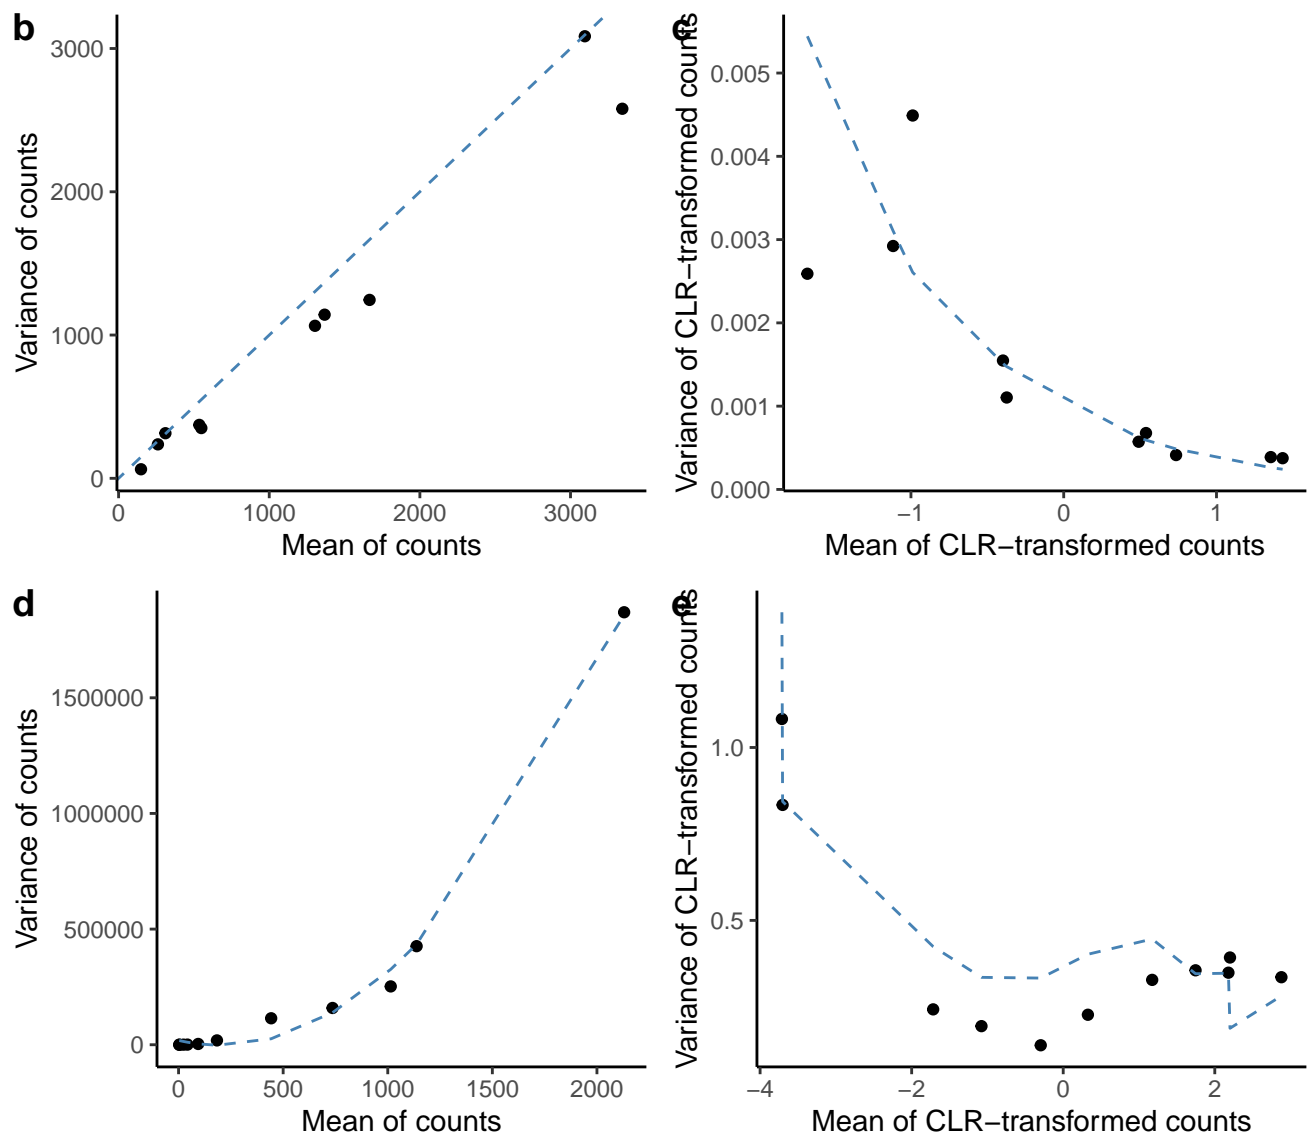 b
3000
2000
1000
0
Variance of counts
0 1000 2000 3000
Mean of counts
c
0.005
0.004
0.003
0.002
0.001
0.000
Variance of CLR−transformed counts
−1 0 1
Mean of CLR−transformed counts
d
1500000
1000000
500000
0
Variance of counts
0 500 1000 1500 2000
Mean of counts
e
1.0
0.5
Variance of CLR−transformed counts
−4 −2 0 2
Mean of CLR−transformed counts